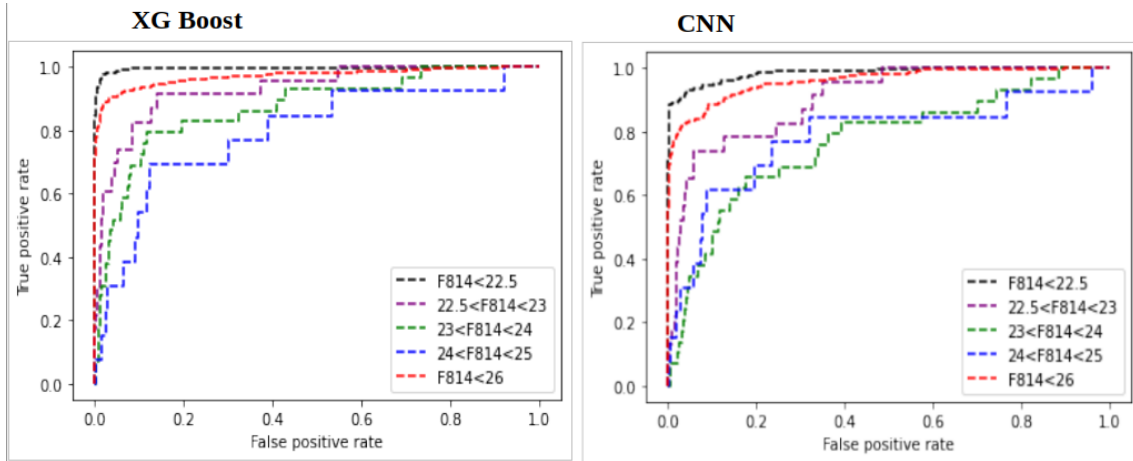 XG Boost
1.0
0.8
0.6
0.4
0.2
0.0
True positive rate
0.0 0.2 0.4 0.6 0.8 1.0
False positive rate
F814<22.5
22.5<F814<23
23<F814<24
24<F814<25
F814<26
CNN
1.0
0.8
0.6
0.4
0.2
0.0
True positive rate
0.0 0.2 0.4 0.6 0.8 1.0
False positive rate
F814<22.5
22.5<F814<23
23<F814<24
24<F814<25
F814<26